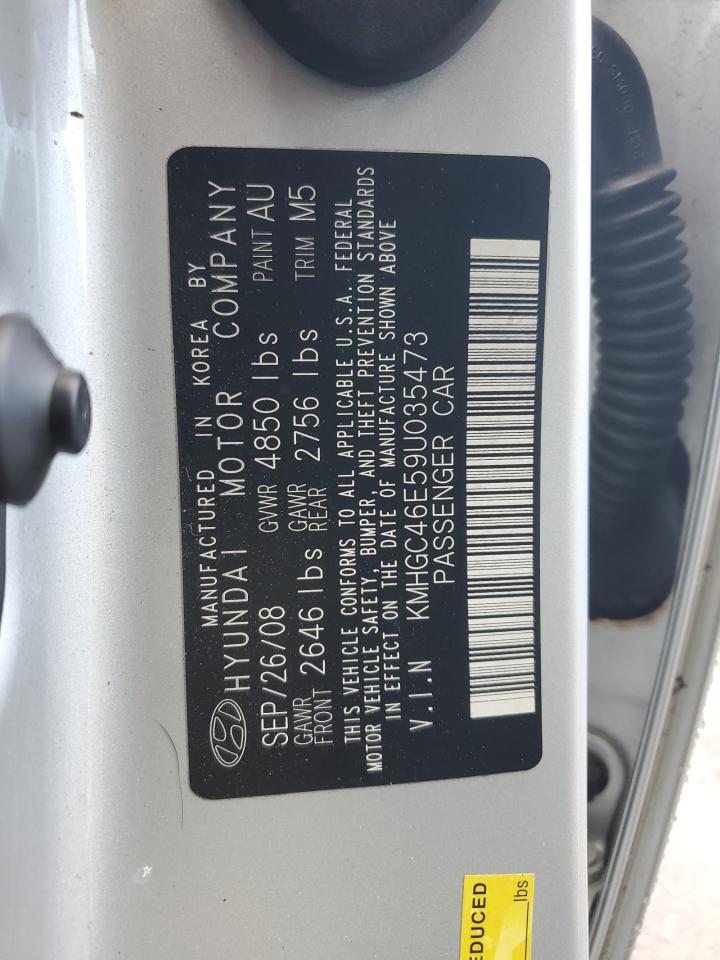 MANUFACTURED IN KOREA BY
HYUNDAI MOTOR COMPANY
SEP/26/08 GVWR 4850 lbs PAINT AU
GAWR FRONT 2646 lbs GAWR REAR 2756 lbs TRIM M5
THIS VEHICLE CONFORMS TO ALL APPLICABLE U.S.A. FEDERAL
MOTOR VEHICLE SAFETY, BUMPER, AND THEFT PREVENTION STANDARDS
IN EFFECT ON THE DATE OF MANUFACTURE SHOWN ABOVE
V.I.N KMHGC46E59U035473
PASSENGER CAR
EDUCED
lbs